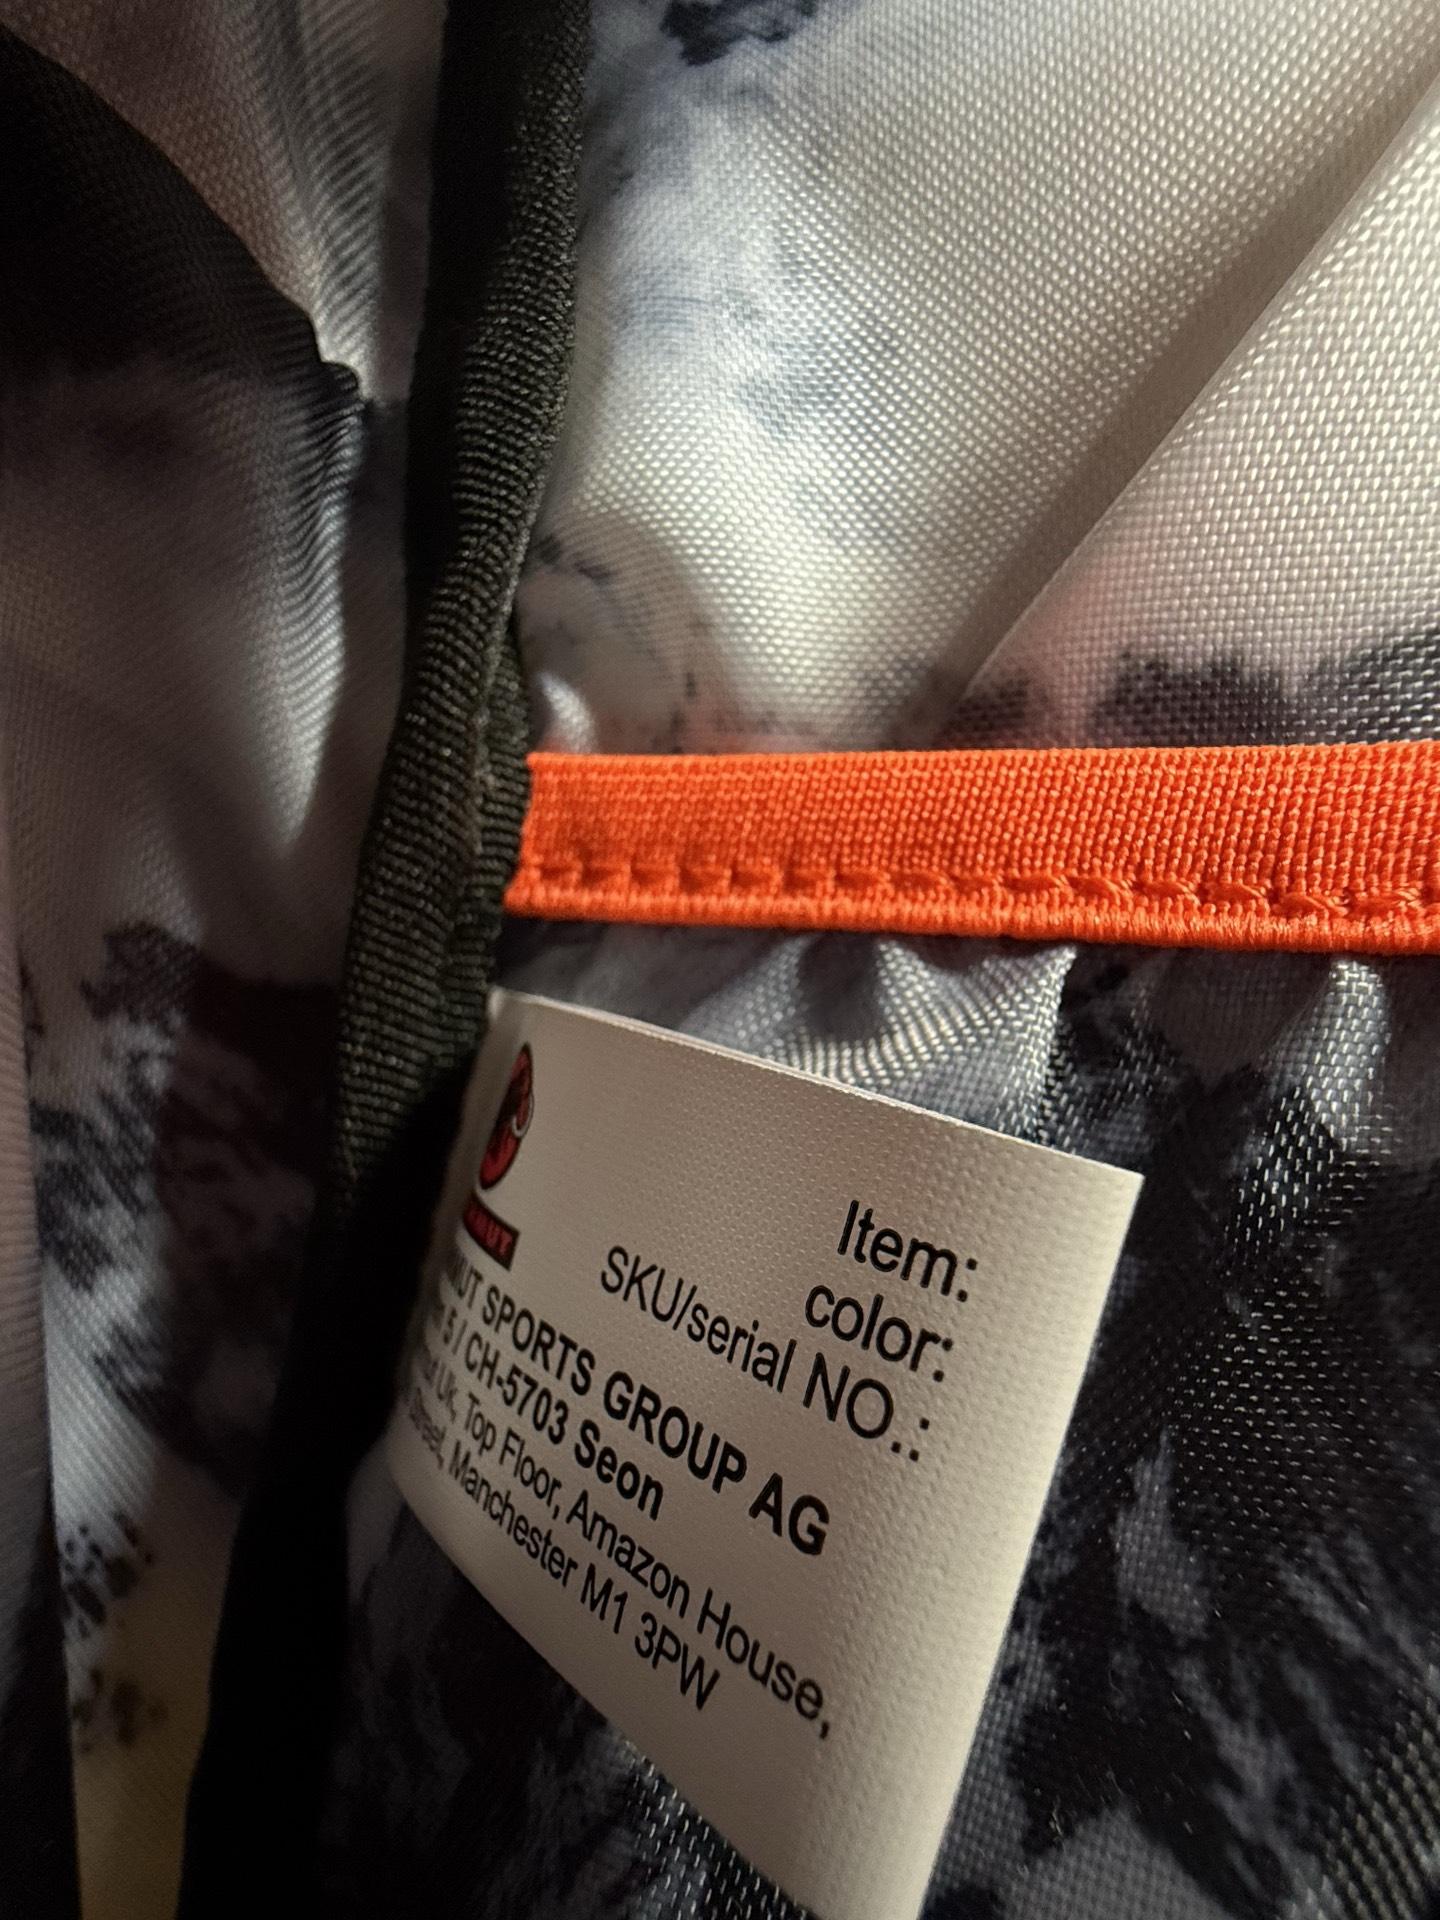 Item:
color:
SKU/serial NO.:
SPORTS GROUP AG
5 / CH-5703 Seon
Uk, Top Floor, Amazon House,
Manchester M1 3PW